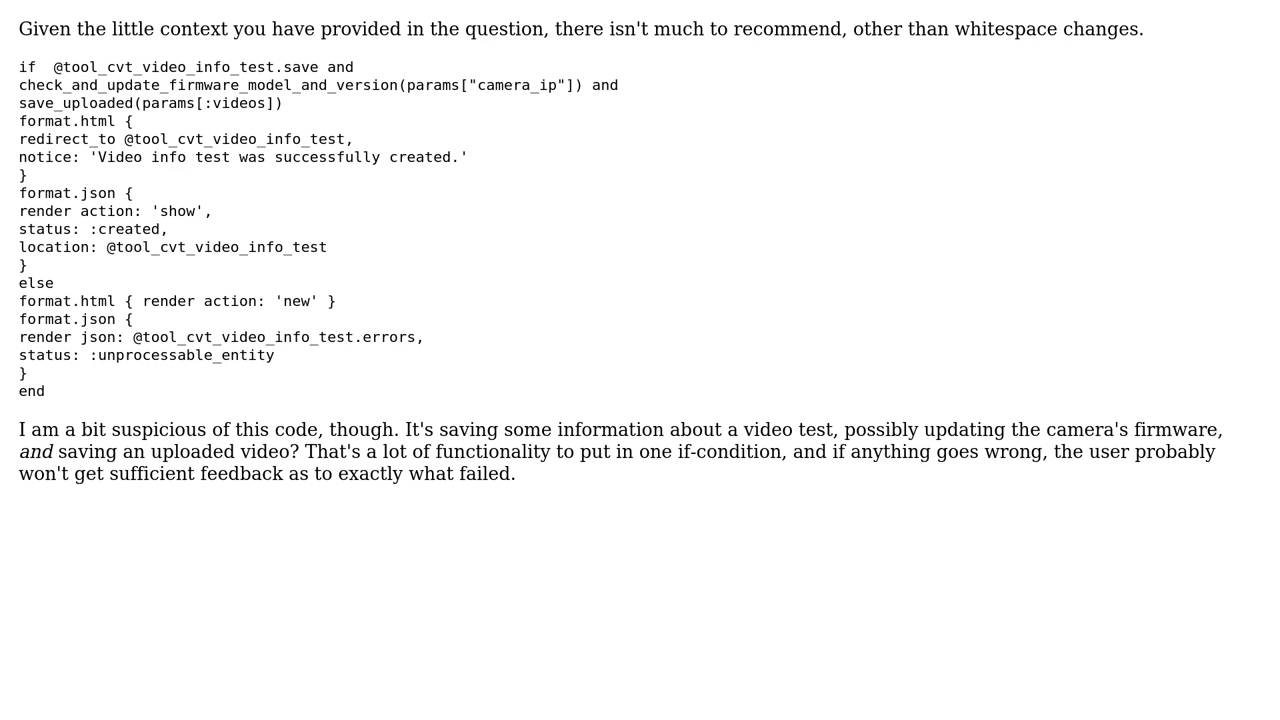 Given the little context you have provided in the question, there isn't much to recommend, other than whitespace changes.
if  @tool_cvt_video_info_test.save and
check_and_update_firmware_model_and_version(params["camera_ip"]) and
save_uploaded(params[:videos])
format.html {
redirect_to @tool_cvt_video_info_test,
notice: 'Video info test was successfully created.'
}
format.json {
render action: 'show',
status: :created,
location: @tool_cvt_video_info_test
}
else
format.html { render action: 'new' }
format.json {
render json: @tool_cvt_video_info_test.errors,
status: :unprocessable_entity
}
end
I am a bit suspicious of this code, though. It's saving some information about a video test, possibly updating the camera's firmware,
and saving an uploaded video? That's a lot of functionality to put in one if-condition, and if anything goes wrong, the user probably
won't get sufficient feedback as to exactly what failed.